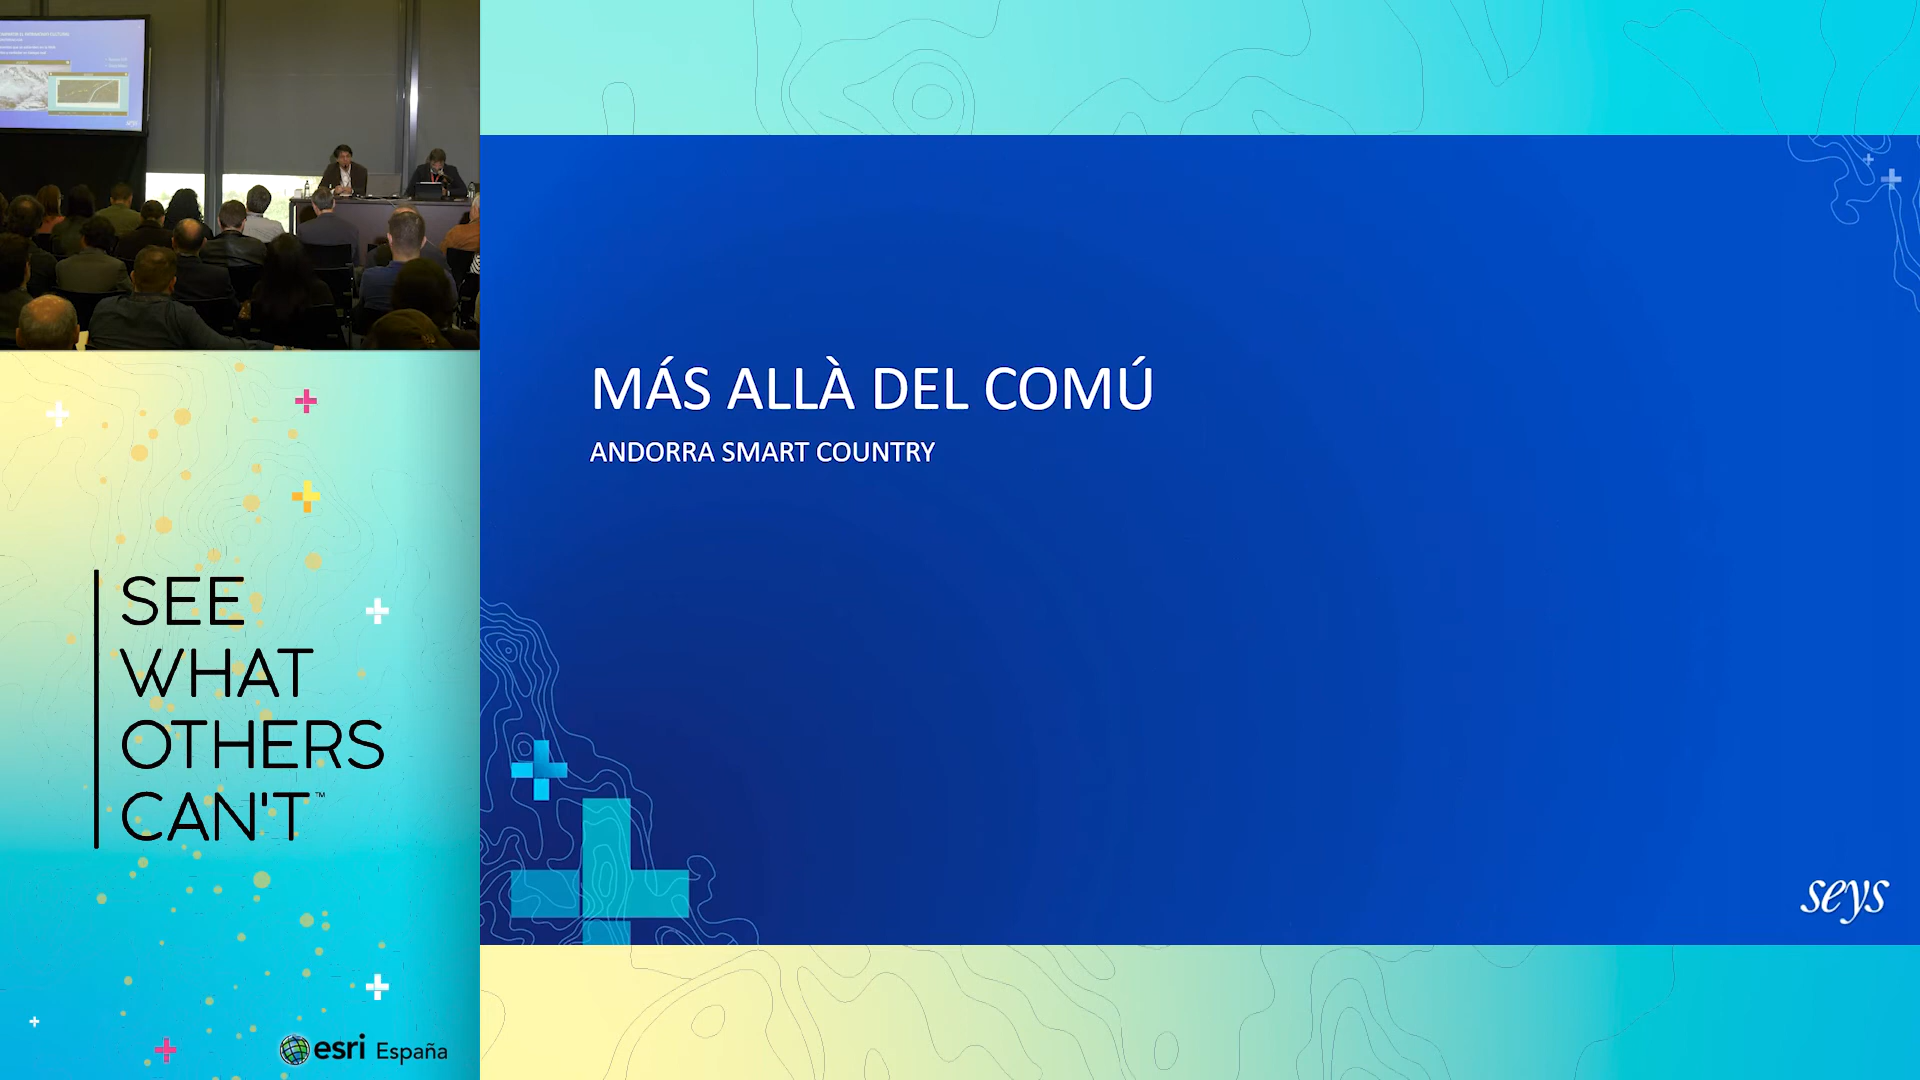 MÁS ALLÀ DEL COMÚ
ANDORRA SMART COUNTRY
seys
SEE
WHAT
OTHERS
CAN'T™
esri España